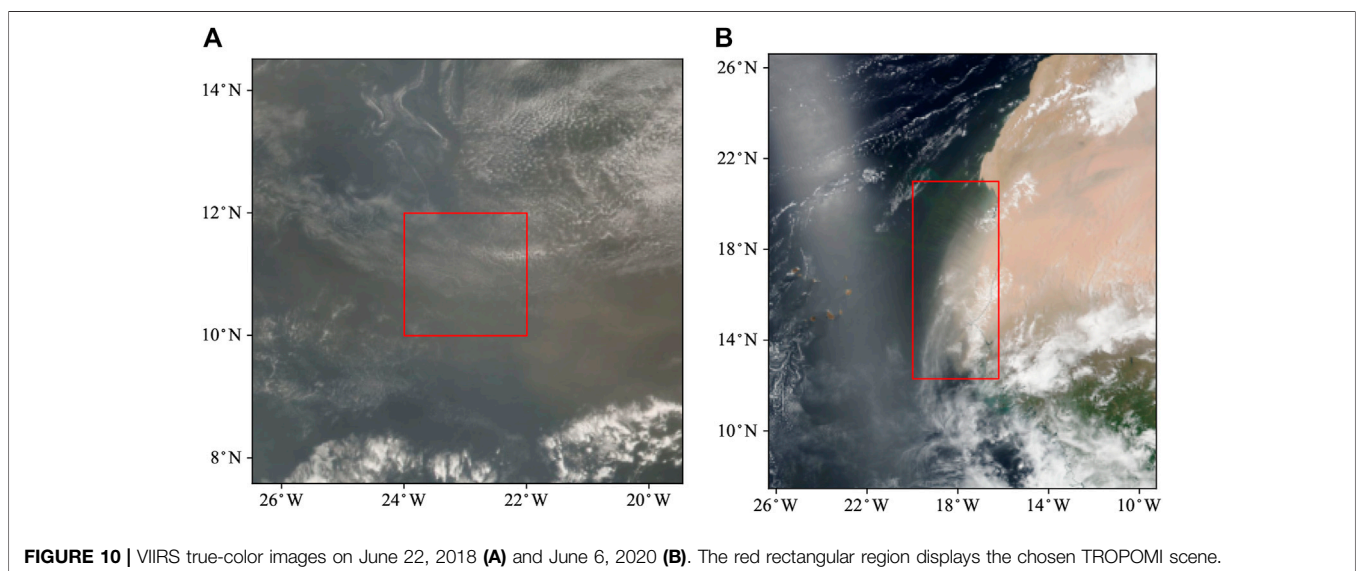 A
B
14°N
12°N
10°N
8°N
26°W 24°W 22°W 20°W
26°N
22°N
18°N
14°N
10°N
26°W 22°W 18°W 14°W 10°W
FIGURE 10 | VIIRS true-color images on June 22, 2018 (A) and June 6, 2020 (B). The red rectangular region displays the chosen TROPOMI scene.